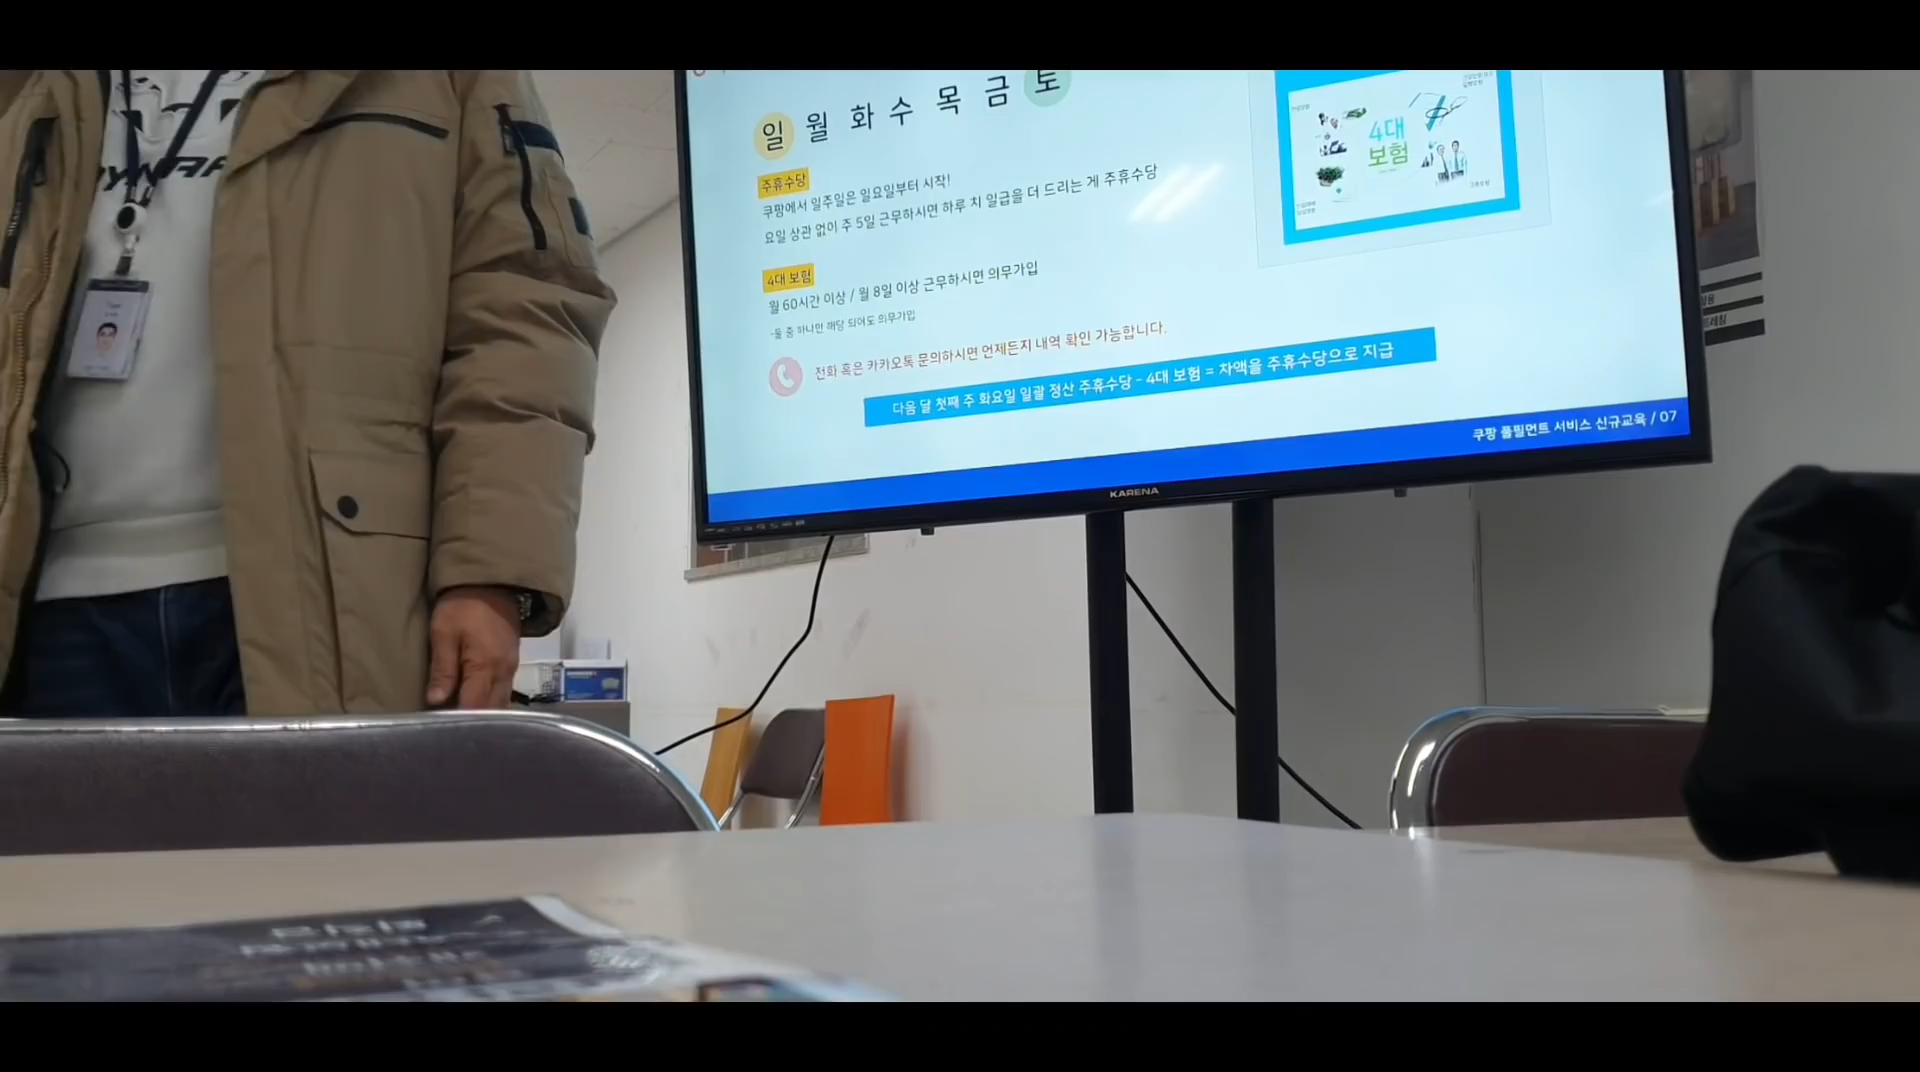 일 월 화 수 목 금 토
주휴수당
쿠팡에서 일주일은 일요일부터 시작!
요일 상관 없이 주 5일 근무하시면 하루 치 일급을 더 드리는 게 주휴수당
4대 보험
월 60시간 이상 / 월 8일 이상 근무하시면 의무가입
-둘 중 하나만 해당 되어도 의무가입
전화 혹은 카카오톡 문의하시면 언제든지 내역 확인 가능합니다.
다음 달 첫째 주 화요일 일괄 정산 주휴수당 - 4대 보험 = 차액을 주휴수당으로 지급
쿠팡 풀필먼트 서비스 신규교육 / 07
4대
보험
KARENA